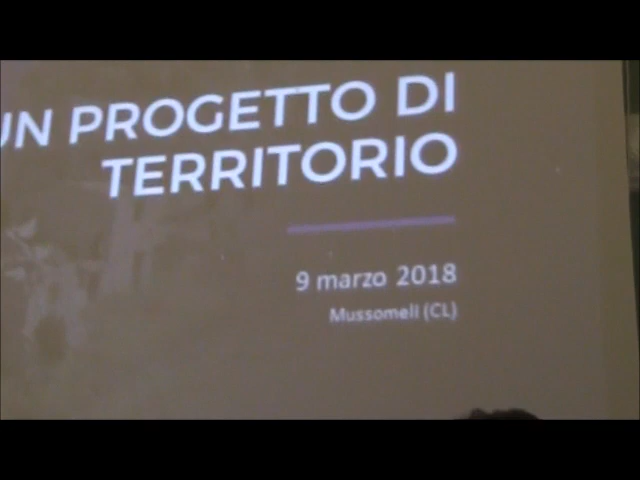 UN PROGETTO DI
TERRITORIO
9 marzo 2018
Mussomeli (CL)